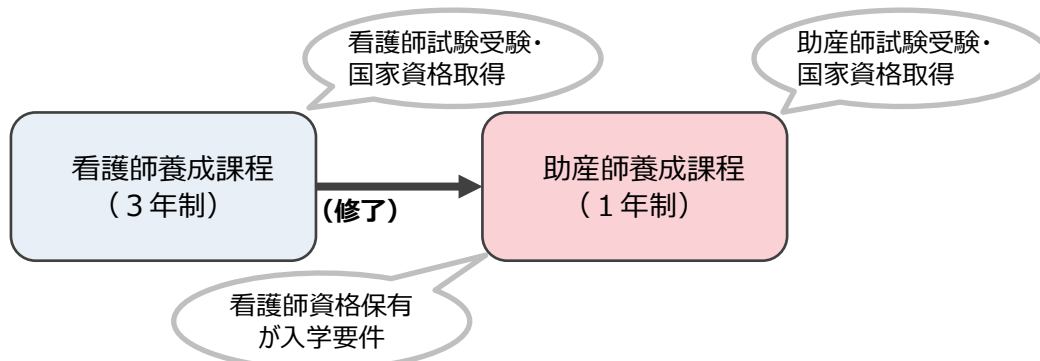 看護師試験受験・
国家資格取得
助産師試験受験・
国家資格取得
看護師養成課程
（３年制）
（修了）
助産師養成課程
（１年制）
看護師資格保有
が入学要件